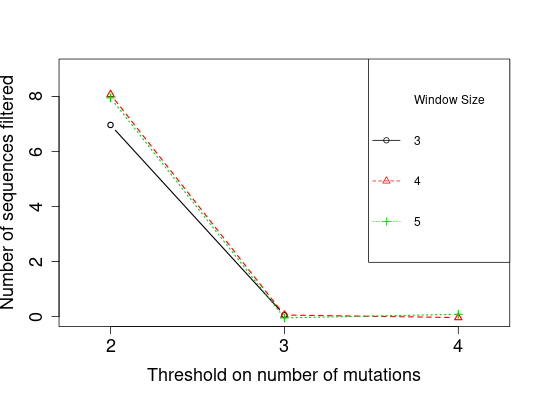 Number of sequences filtered
8
6
4
2
0
Window Size
3
4
5
2 3 4
Threshold on number of mutations